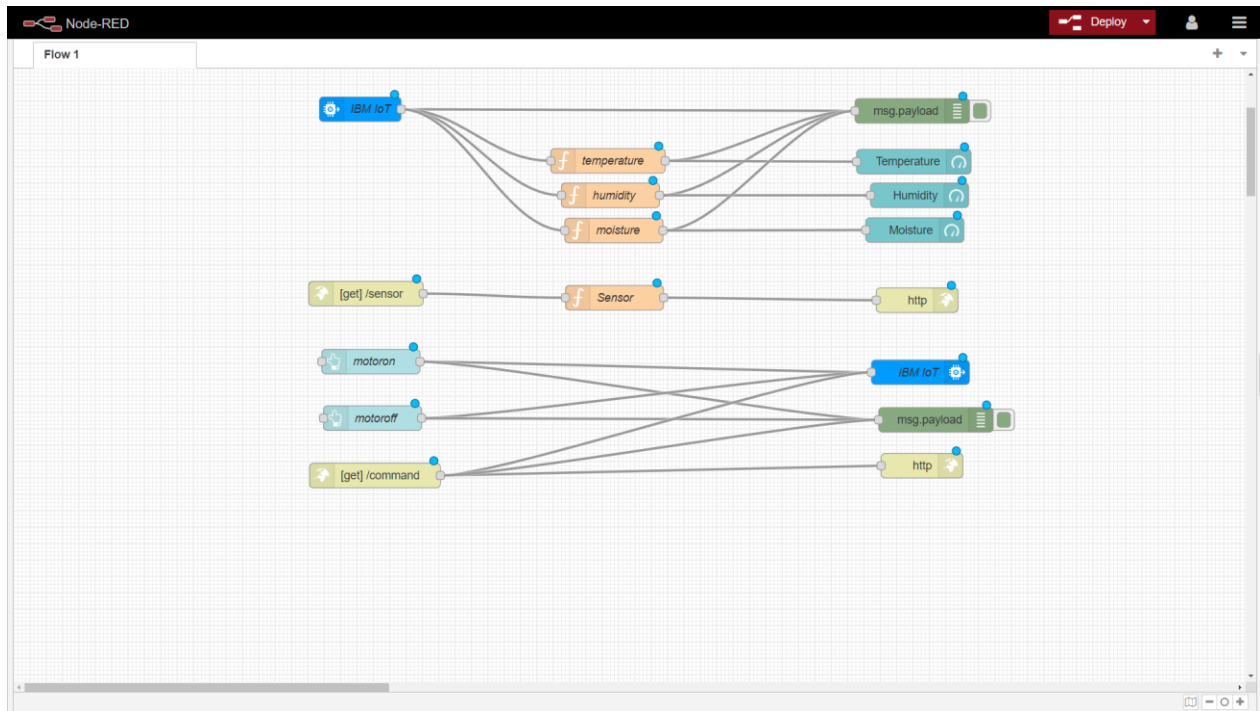 Node-RED
Deploy
Flow 1
IBM IoT
msg.payload
temperature
Temperature
humidity
Humidity
moisture
Moisture
[get] /sensor
Sensor
http
motoron
IBM IoT
motoroff
msg.payload
[get] /command
http